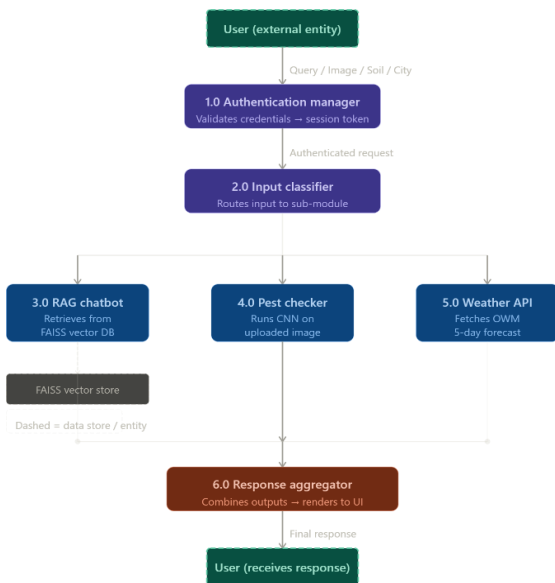 User (external entity)
Query / Image / Soil / City
1.0 Authentication manager
Validates credentials → session token
Authenticated request
2.0 Input classifier
Routes input to sub-module
3.0 RAG chatbot
Retrieves from
FAISS vector DB
4.0 Pest checker
Runs CNN on
uploaded image
5.0 Weather API
Fetches OWM
5-day forecast
FAISS vector store
Dashed = data store / entity
6.0 Response aggregator
Combines outputs → renders to UI
Final response
User (receives response)